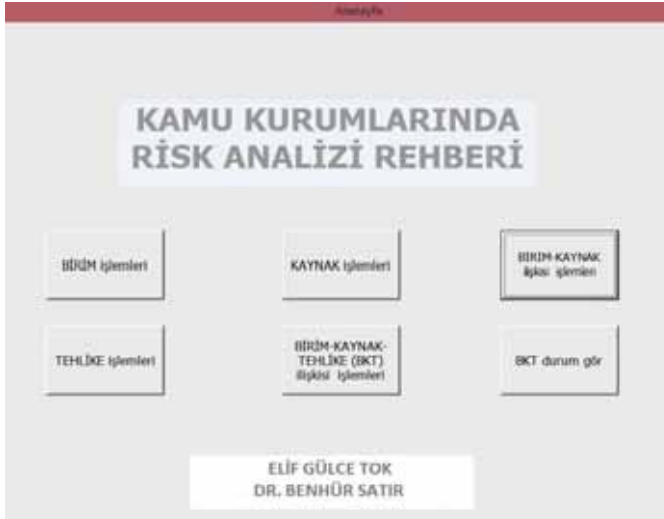 Anasayfa
KAMU KURUMLARINDA
RİSK ANALİZİ REHBERİ
BİRİM işlemleri
KAYNAK işlemleri
BİRİM-KAYNAK
ilişkisi işlemleri
TEHLİKE işlemleri
BİRİM-KAYNAK-
TEHLİKE (BKT)
ilişkisi işlemleri
BKT durum gör
ELİF GÜLCE TOK
DR. BENHÜR SATIR